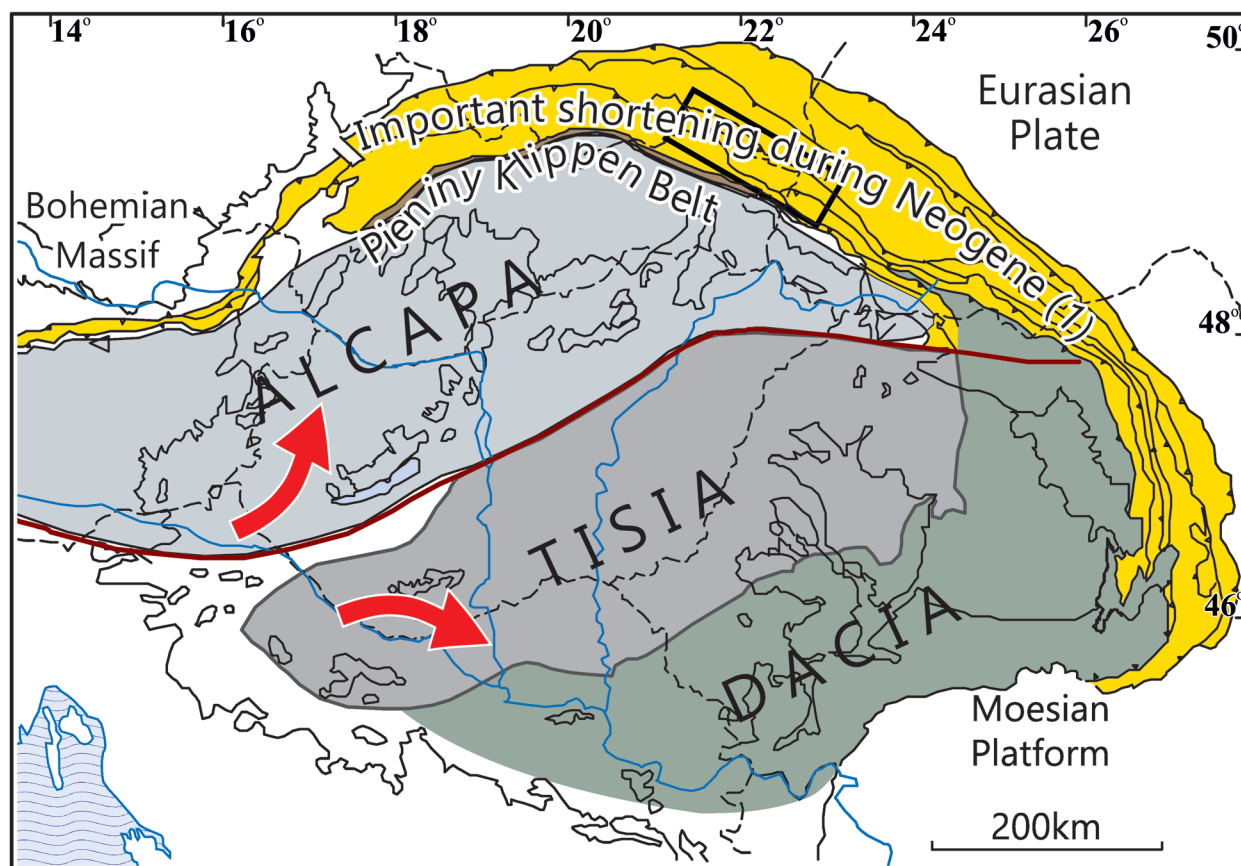 14° 16° 18° 20° 22° 24° 26° 50°
Eurasian
Plate
Important shortening during Neogene (1)
Pieniny Klippen Belt
Bohemian
Massif
48°
ALCAPA
TISIA
46°
DACIA
Moesian
Platform
200km